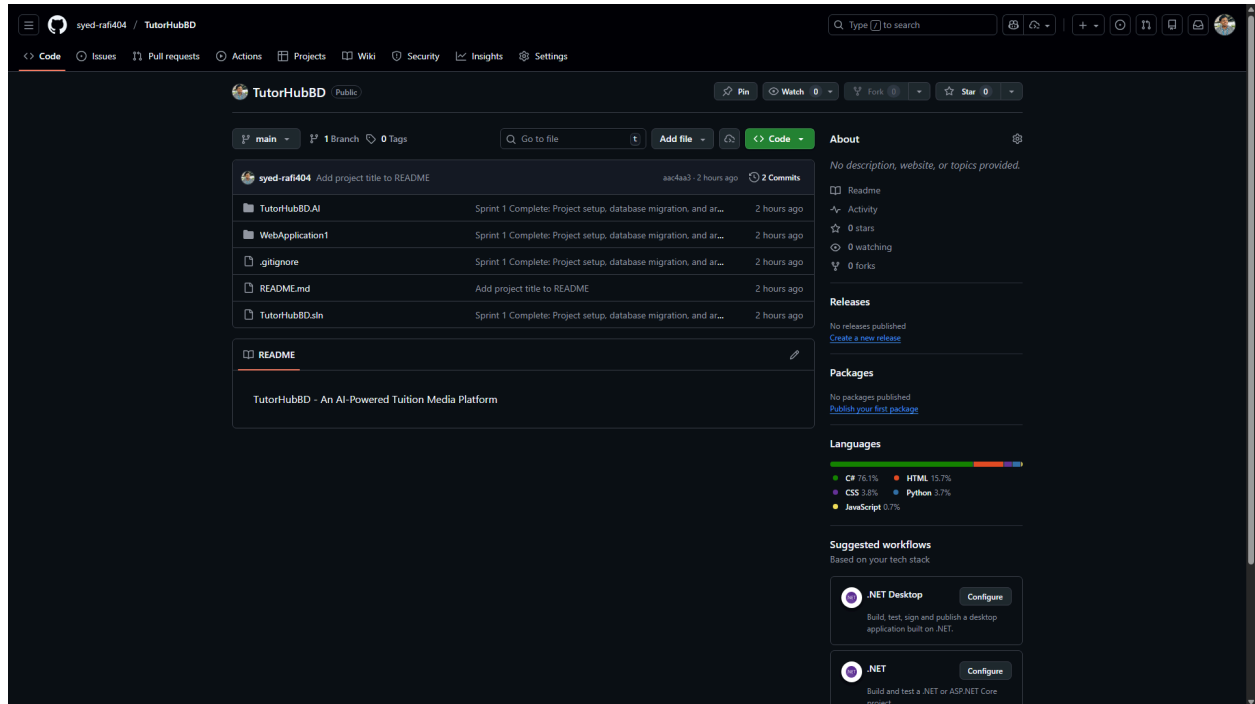 syed-rafi404 / TutorHubBD
Type / to search
Code Issues Pull requests Actions Projects Wiki Security Insights Settings
TutorHubBD Public
Pin Watch 0 Fork 0 Star 0
main 1 Branch 0 Tags Go to file t Add file Code
syed-rafi404 Add project title to README aac4aa3 · 2 hours ago 2 Commits
TutorHubBD.AI Sprint 1 Complete: Project setup, database migration, and ar... 2 hours ago
WebApplication1 Sprint 1 Complete: Project setup, database migration, and ar... 2 hours ago
.gitignore Sprint 1 Complete: Project setup, database migration, and ar... 2 hours ago
README.md Add project title to README 2 hours ago
TutorHubBD.sln Sprint 1 Complete: Project setup, database migration, and ar... 2 hours ago
README
TutorHubBD - An AI-Powered Tuition Media Platform
About
No description, website, or topics provided.
Readme
Activity
0 stars
0 watching
0 forks
Releases
No releases published
Create a new release
Packages
No packages published
Publish your first package
Languages
C# 76.1% HTML 15.7%
CSS 3.8% Python 3.7%
JavaScript 0.7%
Suggested workflows
Based on your tech stack
.NET Desktop Configure
Build, test, sign and publish a desktop
application built on .NET.
.NET Configure
Build and test a .NET or ASP.NET Core
project.